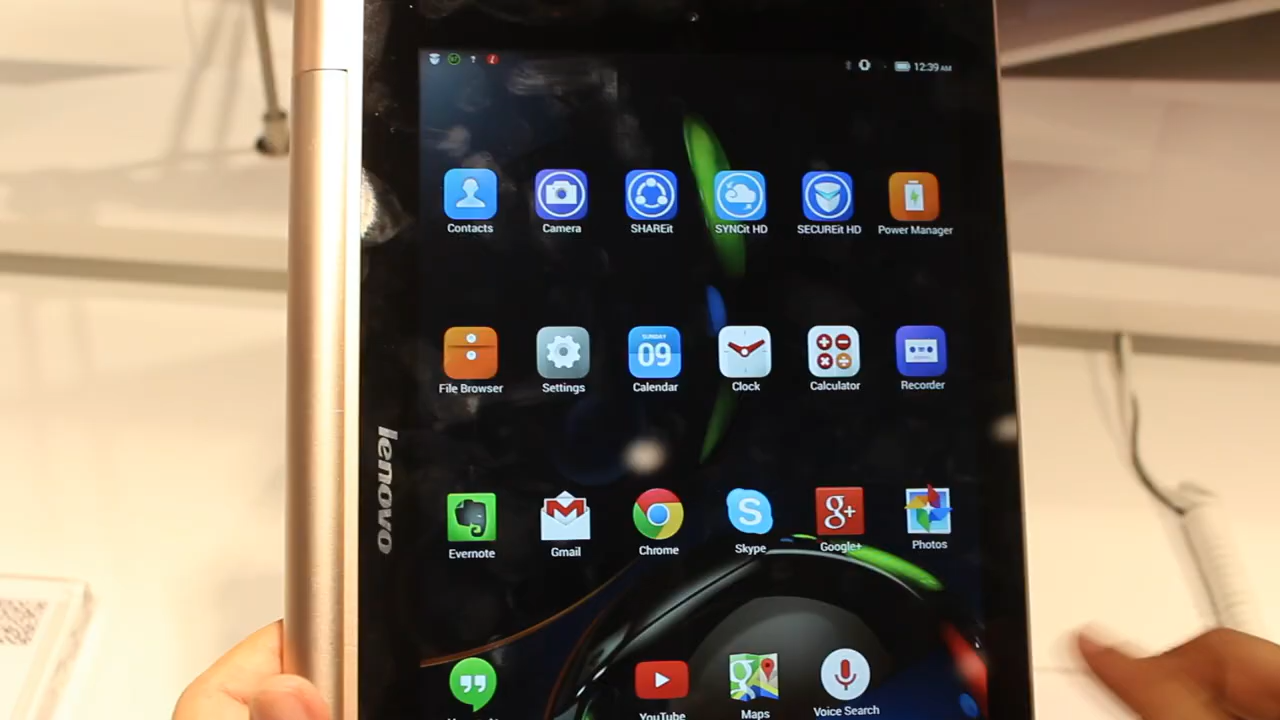 12:39 AM
Contacts
Camera
SHAREit
SYNCit HD
SECUREit HD
Power Manager
SUNDAY
09
File Browser
Settings
Calendar
Clock
Calculator
Recorder
lenovo
S
g+
Evernote
Gmail
Chrome
Skype
Google+
Photos
g
YouTube
Maps
Voice Search